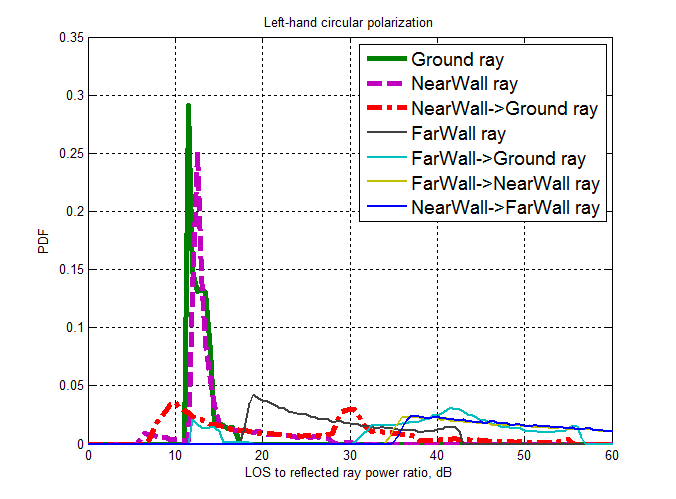 Left-hand circular polarization
0.35
0.3
0.25
0.2
0.15
0.1
0.05
0
PDF
Ground ray
NearWall ray
NearWall->Ground ray
FarWall ray
FarWall->Ground ray
FarWall->NearWall ray
NearWall->FarWall ray
0 10 20 30 40 50 60
LOS to reflected ray power ratio, dB